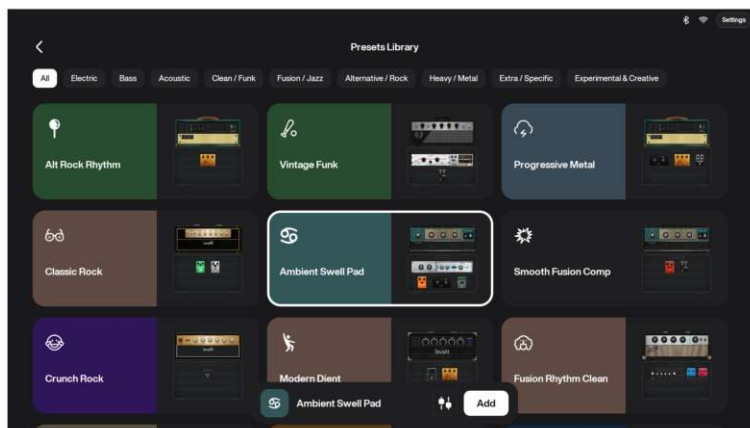 Settings
Presets Library
All Electric Bass Acoustic Clean / Funk Fusion / Jazz Alternative / Rock Heavy / Metal Extra / Specific Experimental & Creative
Alt Rock Rhythm
Vintage Funk
Progressive Metal
Classic Rock
Ambient Swell Pad
Smooth Fusion Comp
Crunch Rock
Modern Dient
Fusion Rhythm Clean
Ambient Swell Pad
Add